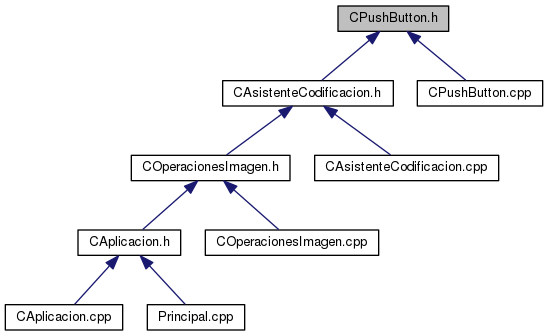 CPushButton.h
CAsistenteCodificacion.h
CPushButton.cpp
COperacionesImagen.h
CAsistenteCodificacion.cpp
CAplicacion.h
COperacionesImagen.cpp
CAplicacion.cpp
Principal.cpp